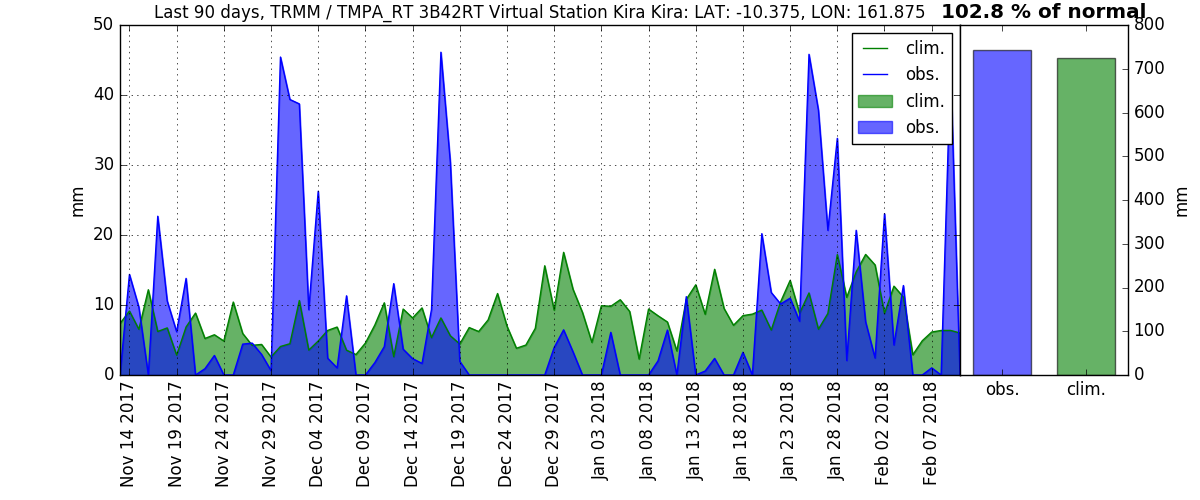 Last 90 days, TRMM / TMPA_RT 3B42RT Virtual Station Kira Kira: LAT: -10.375, LON: 161.875
102.8 % of normal
50
40
30
20
10
0
mm
clim.
obs.
clim.
obs.
Nov 14 2017
Nov 19 2017
Nov 24 2017
Nov 29 2017
Dec 04 2017
Dec 09 2017
Dec 14 2017
Dec 19 2017
Dec 24 2017
Dec 29 2017
Jan 03 2018
Jan 08 2018
Jan 13 2018
Jan 18 2018
Jan 23 2018
Jan 28 2018
Feb 02 2018
Feb 07 2018
800
700
600
500
400
300
200
100
0
mm
obs.
clim.